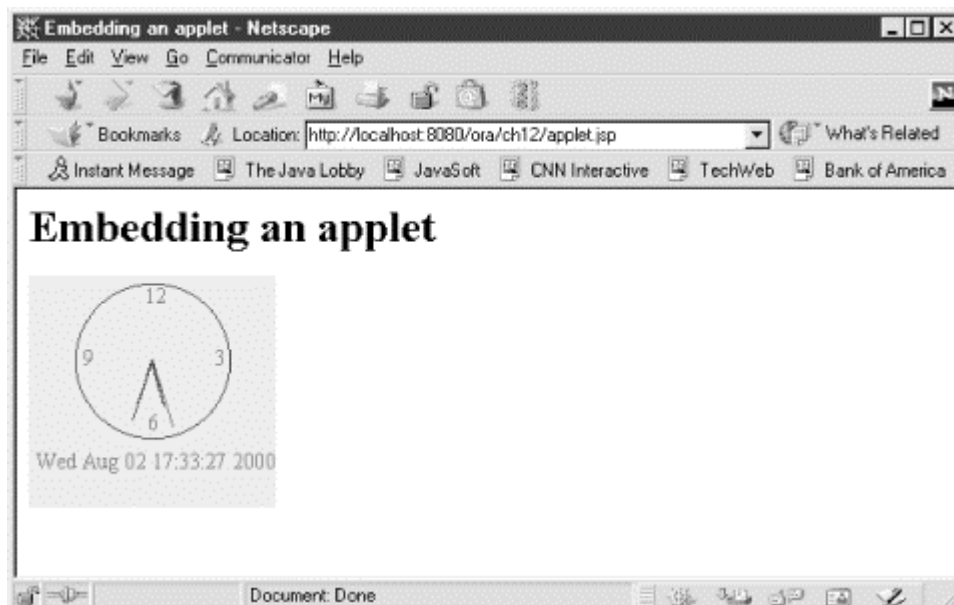 Embedding an applet - Netscape
File Edit View Go Communicator Help
My N
Bookmarks Location: http://localhost:8080/ora/ch12/applet.jsp What's Related
Instant Message The Java Lobby JavaSoft CNN Interactive TechWeb Bank of America
Embedding an applet
12
9 3
6
Wed Aug 02 17:33:27 2000
Document: Done